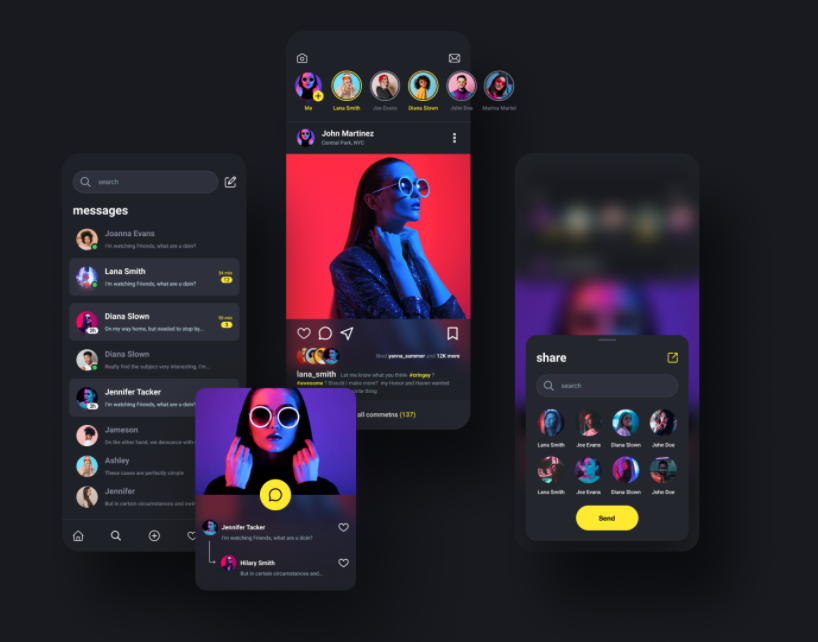 search
messages
Joanna Evans
I'm watching Friends, what are u doin?
Lana Smith
34 min
I'm watching Friends, what are u doin?
12
Diana Slown
50 min
On my way home, but needed to stop by...
3
2h
Diana Slown
Really find the subject very interesting, I'm...
Jennifer Tacker
I'm watching Friends, what are u doin?
2h
Jameson
On the other hand, we denounce with
Ashley
These cases are perfectly simple
Jennifer
But in certain circumstances and owin
Me
Lana Smith
Joe Evans
Diana Slown
John Doe
Marina Martel
John Martinez
Central Park, NYC
liked yanna_summer and 12K more
lana_smith Let me know what you think #cringey ?
#awesome ? Should I make more? my Honor and Haven wanted
thing
all commetns (137)
Jennifer Tacker
I'm watching Friends, what are u doin?
Hilary Smith
But in certain circumstances and...
share
search
Lana Smith
Joe Evans
Diana Slown
John Doe
Lana Smith
Joe Evans
Diana Slown
John Doe
Send